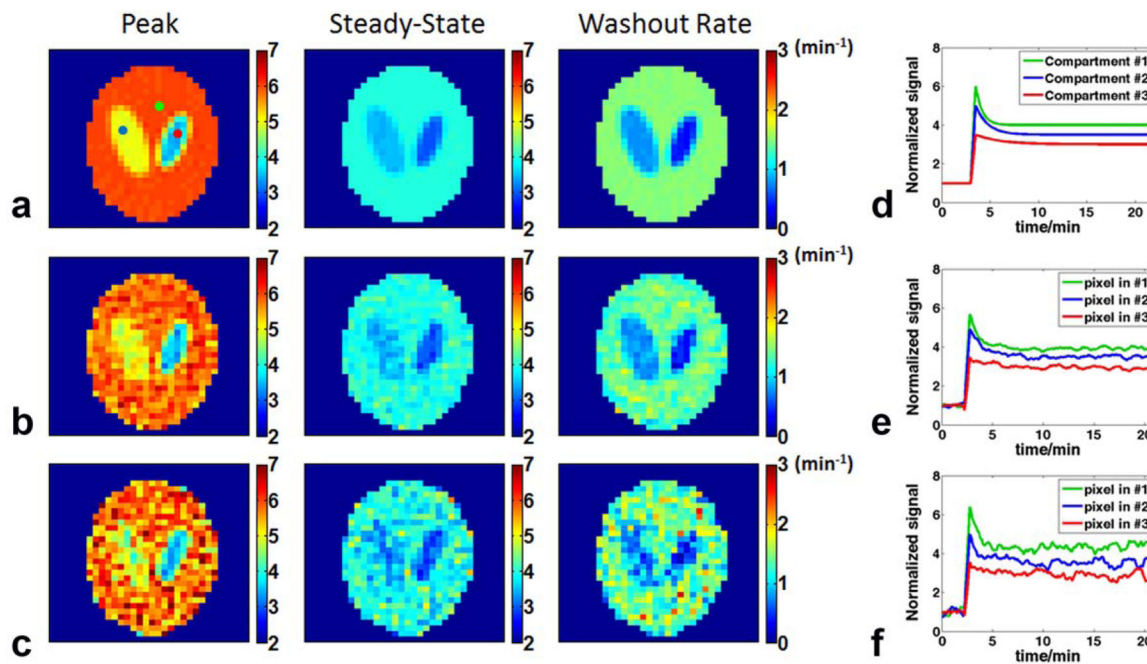 Peak Steady-State Washout Rate
a
7
6
5
4
3
2
7
6
5
4
3
2
3 (min⁻¹)
2
1
0
8
6
4
2
0
Normalized signal
Compartment #1
Compartment #2
Compartment #3
0 5 10 15 20
time/min
d
b
7
6
5
4
3
2
7
6
5
4
3
2
3 (min⁻¹)
2
1
0
8
6
4
2
0
Normalized signal
pixel in #1
pixel in #2
pixel in #3
0 5 10 15 20
time/min
e
c
7
6
5
4
3
2
7
6
5
4
3
2
3 (min⁻¹)
2
1
0
8
6
4
2
0
Normalized signal
pixel in #1
pixel in #2
pixel in #3
0 5 10 15 20
time/min
f